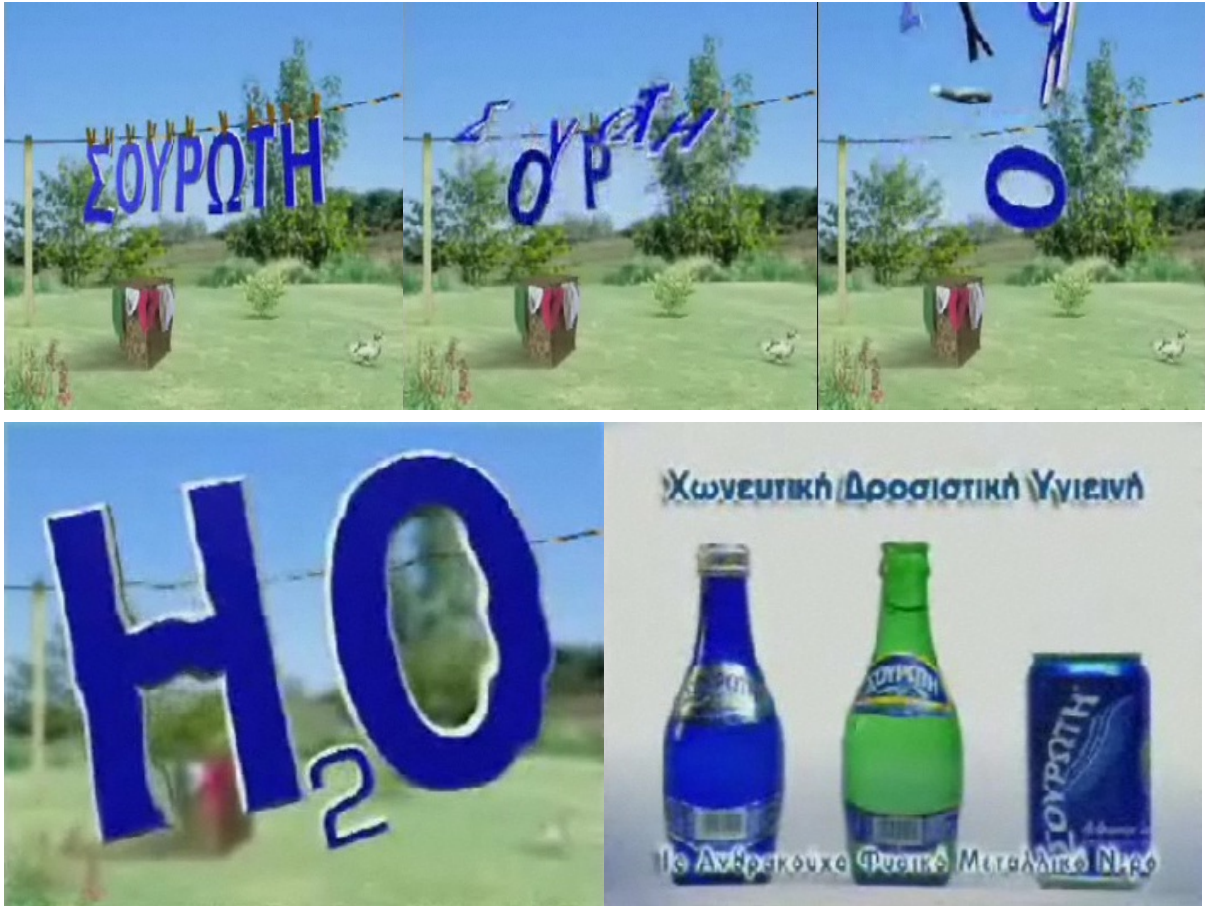 ΣΟΥΡΩΤΗ
ΣΟΥΡΩΤΗ
Ο
H2O
Χωνευτική Δροσιστική Υγιεινή
ΣΟΥΡΩΤΗ
ΣΟΥΡΩΤΗ
ΣΟΥΡΩΤΗ
Ανθρακούχο Φυσικό Μεταλλικό Νερό